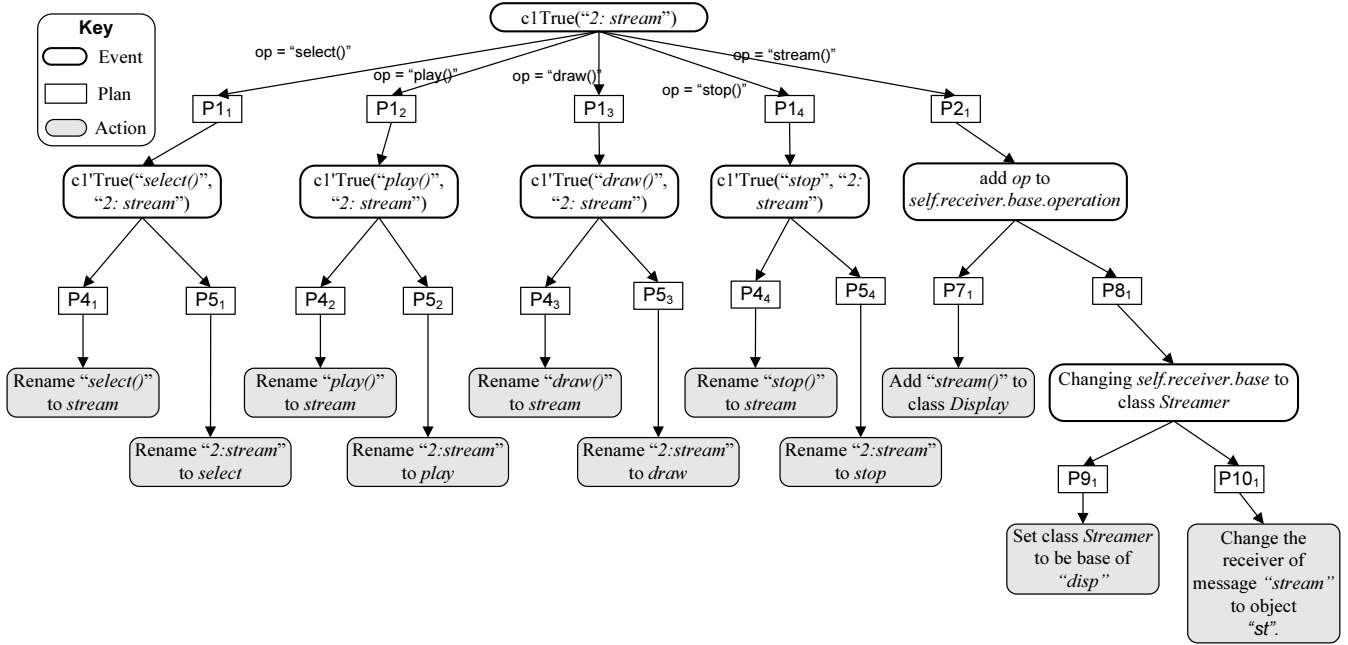 c1True(“2: stream”)
Key
Event
Plan
Action
op = “select()”
op = “play()”
op = “draw()”
op = “stop()”
op = “stream()”
P1₁
P1₂
P1₃
P1₄
P2₁
c1'True(“select()”,
“2: stream”)
c1'True(“play()”,
“2: stream”)
c1'True(“draw()”,
“2: stream”)
c1'True(“stop”, “2:
stream”)
add op to
self.receiver.base.operation
P4₁
P5₁
P4₂
P5₂
P4₃
P5₃
P4₄
P5₄
P7₁
P8₁
Rename “select()”
to stream
Rename “play()”
to stream
Rename “draw()”
to stream
Rename “stop()”
to stream
Add “stream()” to
class Display
Changing self.receiver.base to
class Streamer
Rename “2:stream”
to select
Rename “2:stream”
to play
Rename “2:stream”
to draw
Rename “2:stream”
to stop
P9₁
P10₁
Set class Streamer
to be base of
“disp”
Change the
receiver of
message “stream”
to object
“st”.